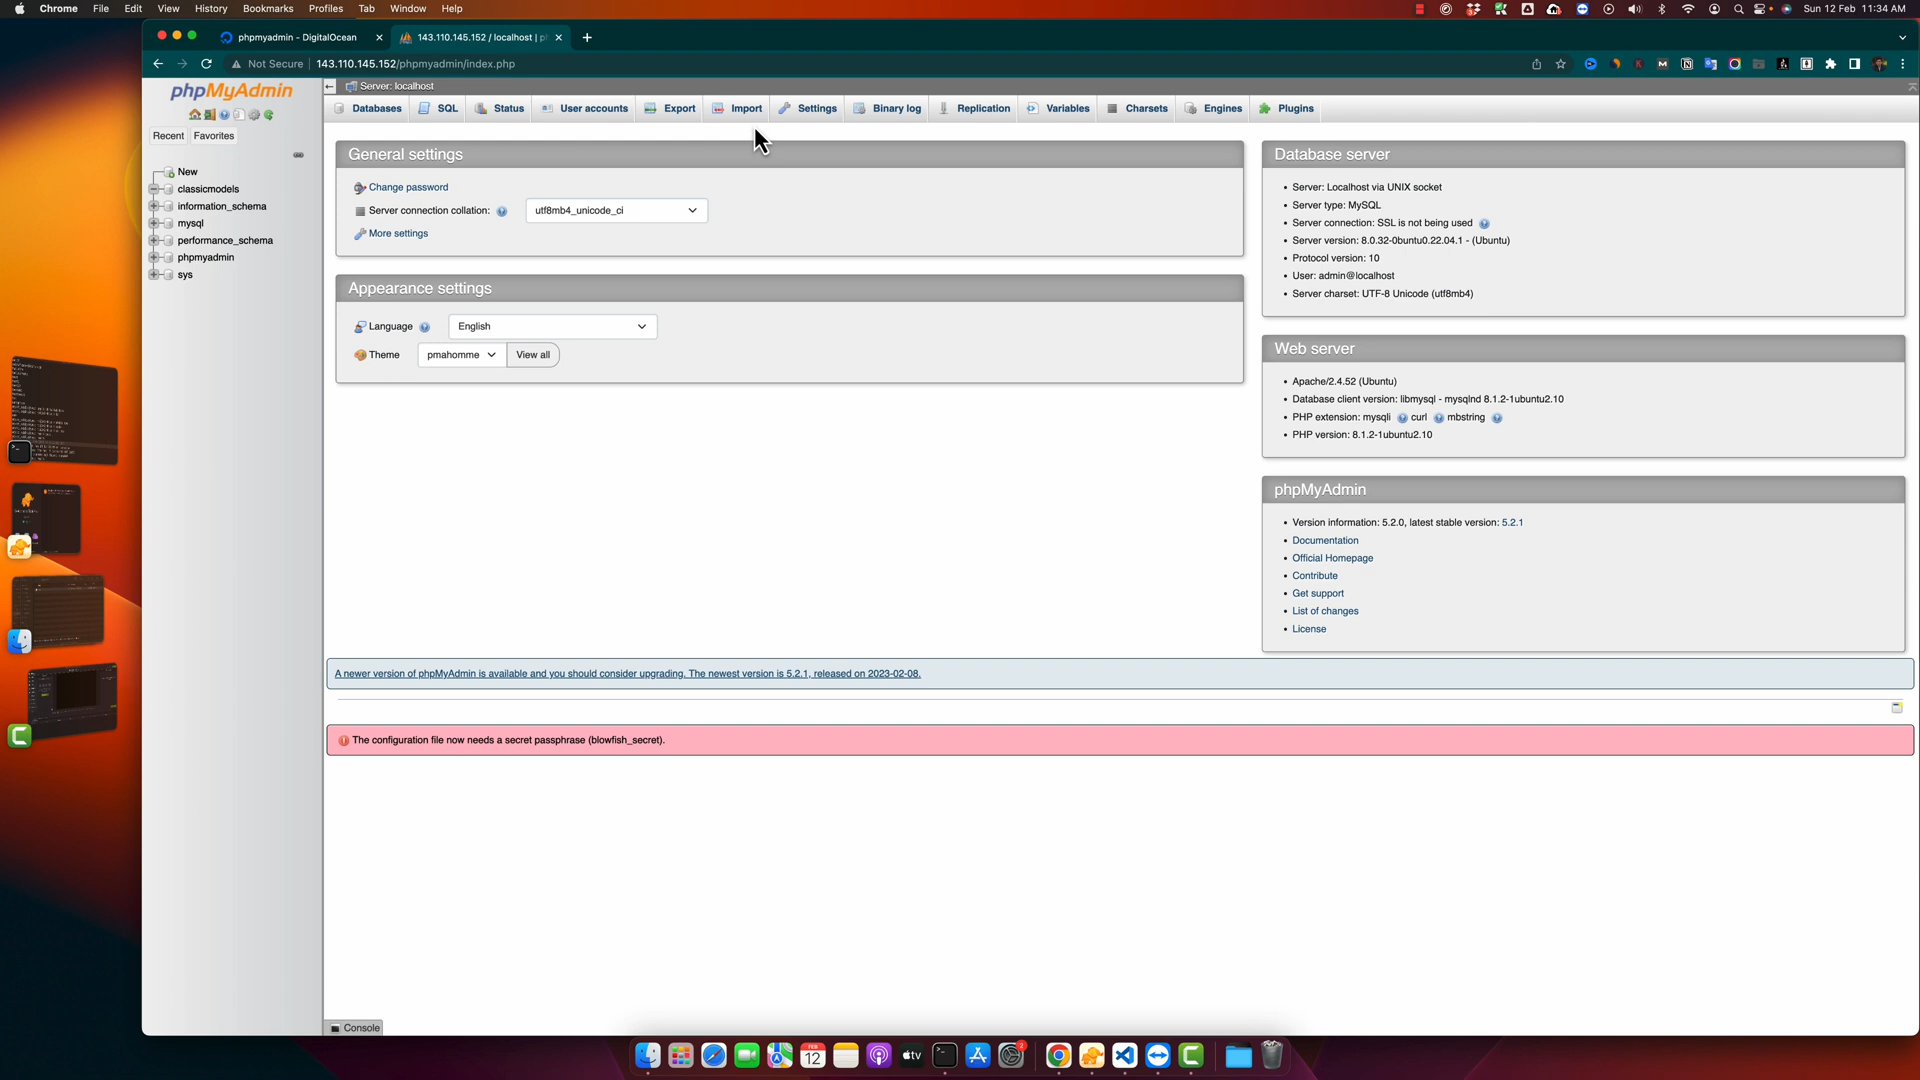 Chrome File Edit View History Bookmarks Profiles Tab Window Help
Sun 12 Feb 11:34 AM
phpmyadmin - DigitalOcean
143.110.145.152 / localhost | p
Not Secure
143.110.145.152/phpmyadmin/index.php
phpMyAdmin
Recent Favorites
New
classicmodels
information_schema
mysql
performance_schema
phpmyadmin
sys
Server: localhost
Databases SQL Status User accounts Export Import Settings Binary log Replication Variables Charsets Engines Plugins
General settings
Change password
Server connection collation: utf8mb4_unicode_ci
More settings
Appearance settings
Language English
Theme pmahomme View all
Database server
Server: Localhost via UNIX socket
Server type: MySQL
Server connection: SSL is not being used
Server version: 8.0.32-0buntu0.22.04.1 - (Ubuntu)
Protocol version: 10
User: admin@localhost
Server charset: UTF-8 Unicode (utf8mb4)
Web server
Apache/2.4.52 (Ubuntu)
Database client version: libmysql - mysqlnd 8.1.2-1ubuntu2.10
PHP extension: mysqli curl mbstring
PHP version: 8.1.2-1ubuntu2.10
phpMyAdmin
Version information: 5.2.0, latest stable version: 5.2.1
Documentation
Official Homepage
Contribute
Get support
List of changes
License
A newer version of phpMyAdmin is available and you should consider upgrading. The newest version is 5.2.1, released on 2023-02-08.
The configuration file now needs a secret passphrase (blowfish_secret).
Console
FEB
12
tv
2